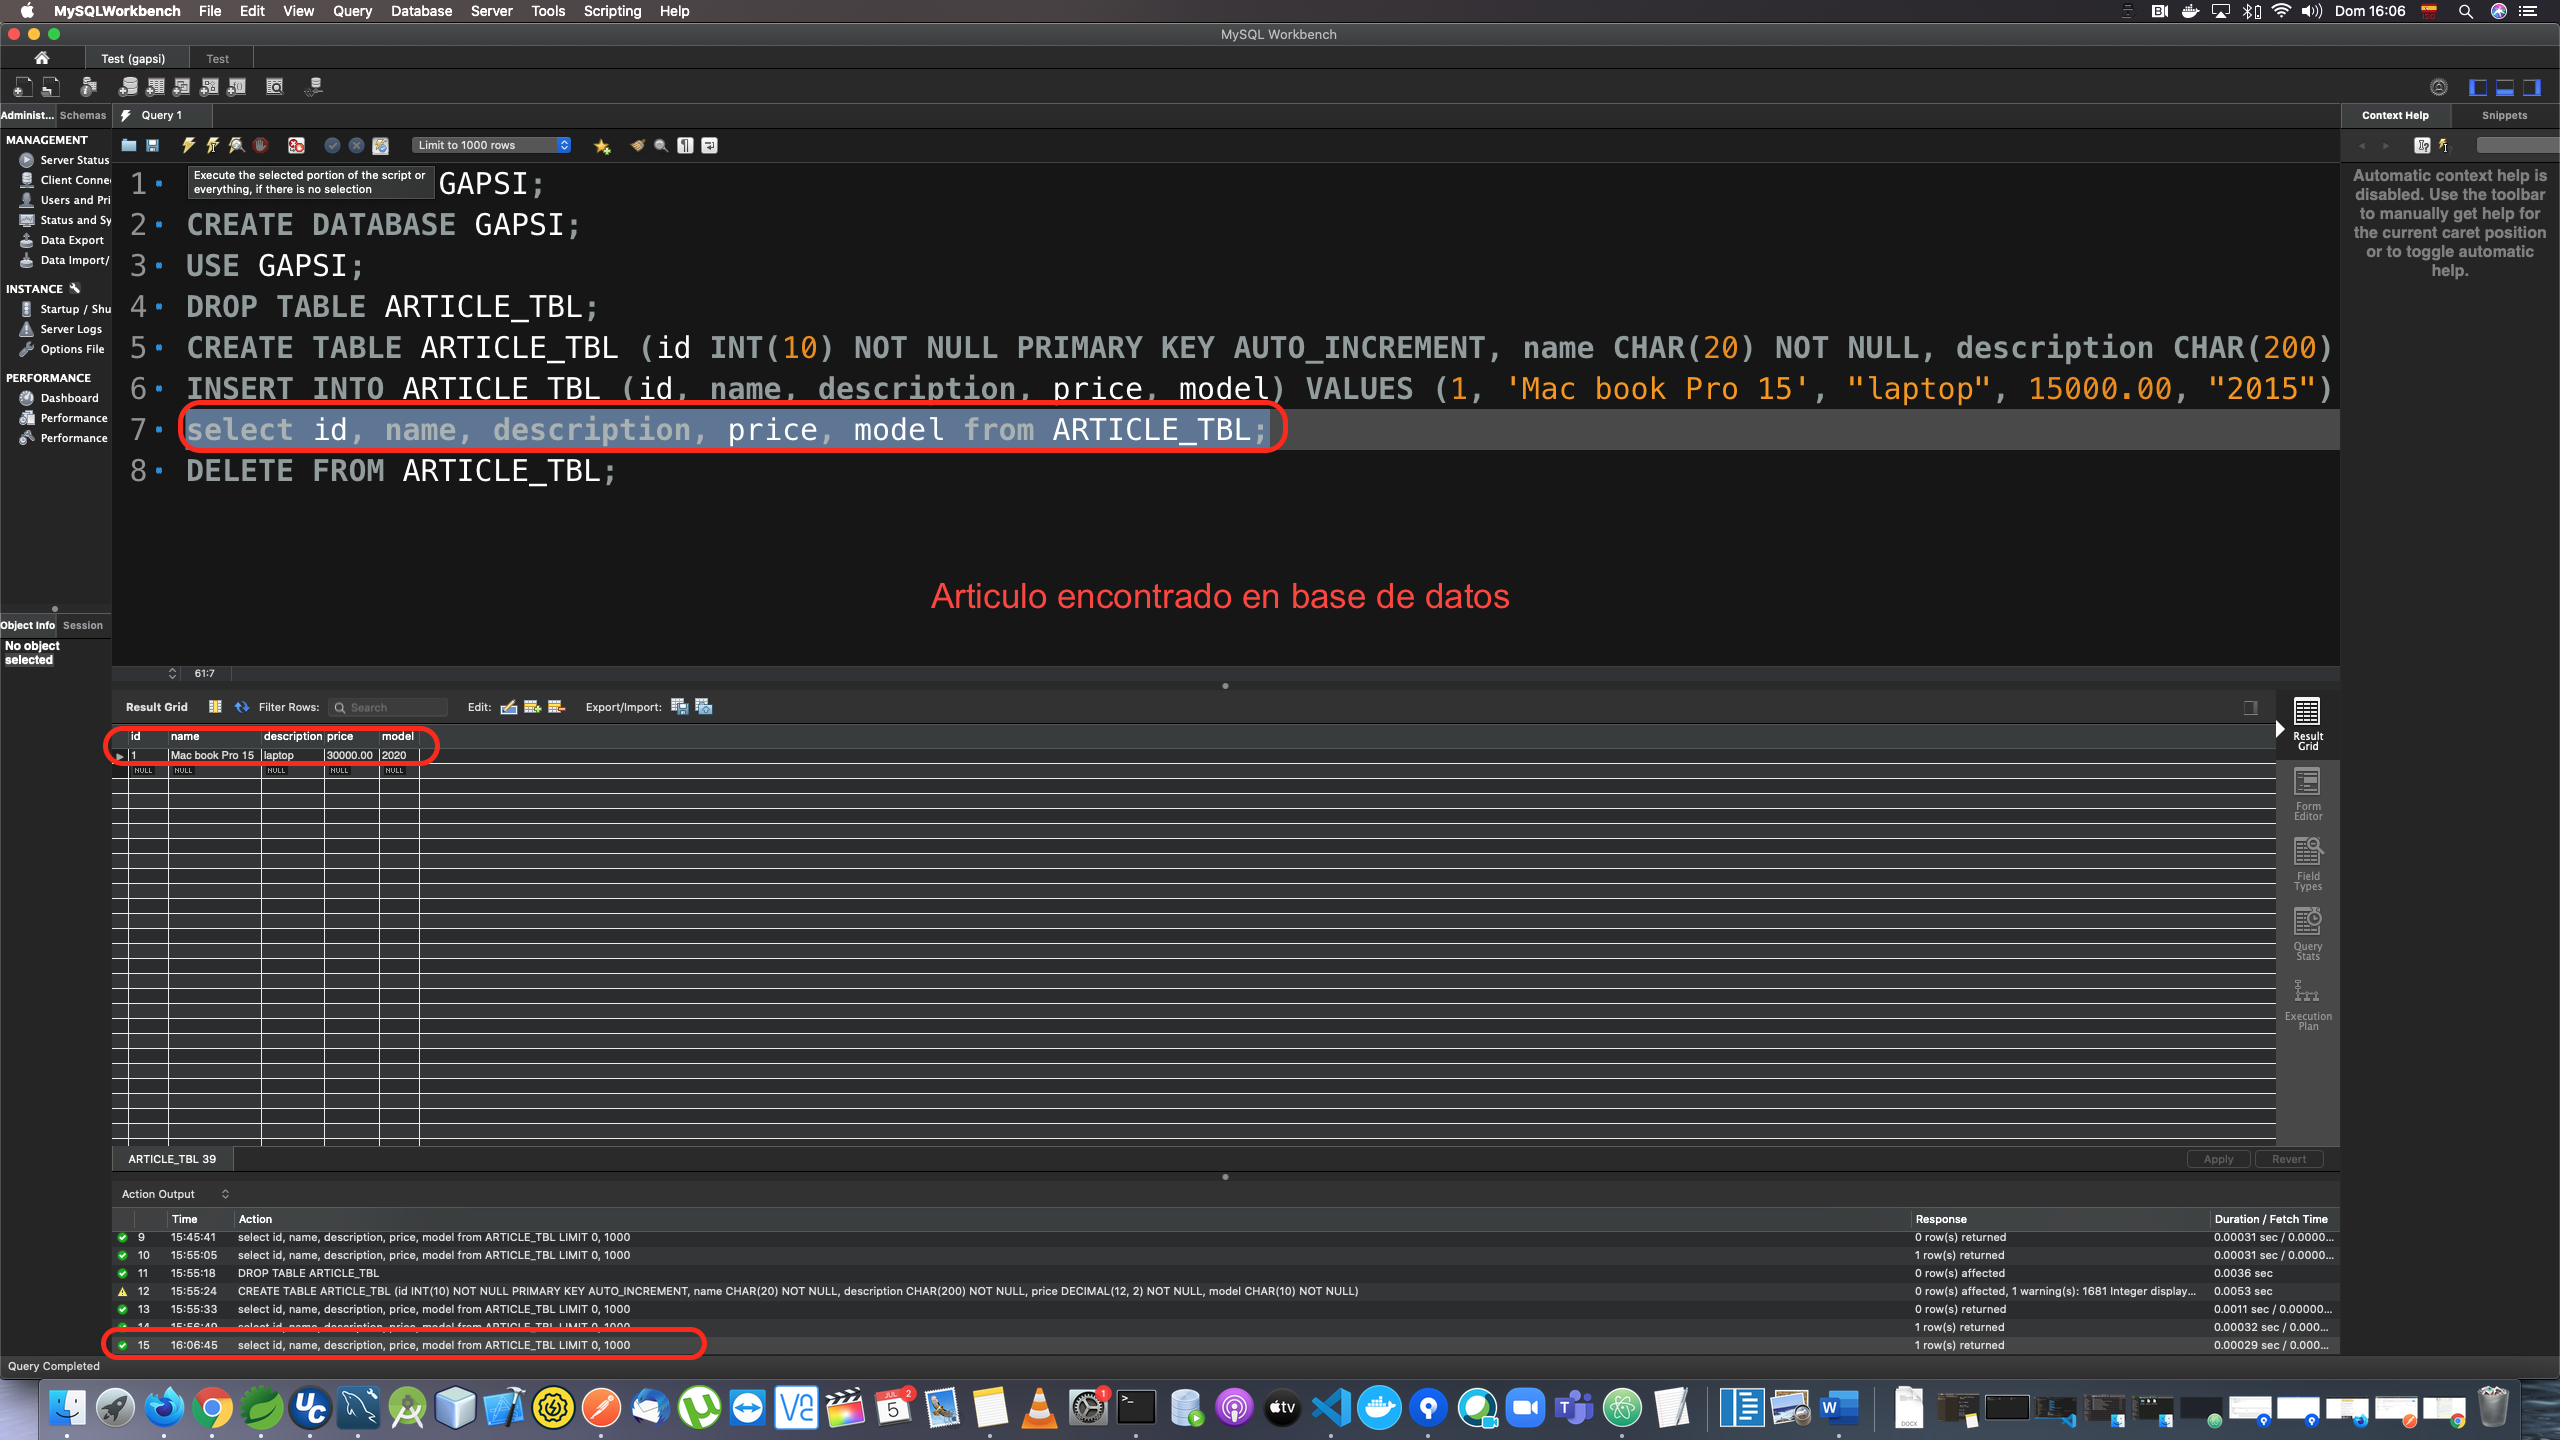 MySQLWorkbench File Edit View Query Database Server Tools Scripting Help
Dom 16:06
MySQL Workbench
Test (gapsi) Test
Administ... Schemas
Query 1
Context Help Snippets
MANAGEMENT
Server Status
Client Conne
Users and Pri
Status and Sy
Data Export
Data Import/
INSTANCE
Startup / Shu
Server Logs
Options File
PERFORMANCE
Dashboard
Performance
Performance
Limit to 1000 rows
Execute the selected portion of the script or
everything, if there is no selection
1 GAPSI;
2 CREATE DATABASE GAPSI;
3 USE GAPSI;
4 DROP TABLE ARTICLE_TBL;
5 CREATE TABLE ARTICLE_TBL (id INT(10) NOT NULL PRIMARY KEY AUTO_INCREMENT, name CHAR(20) NOT NULL, description CHAR(200)
6 INSERT INTO ARTICLE_TBL (id, name, description, price, model) VALUES (1, 'Mac book Pro 15', "laptop", 15000.00, "2015")
7 select id, name, description, price, model from ARTICLE_TBL;
8 DELETE FROM ARTICLE_TBL;
Automatic context help is
disabled. Use the toolbar
to manually get help for
the current caret position
or to toggle automatic
help.
Articulo encontrado en base de datos
Object Info Session
No object
selected
61:7
Result Grid Filter Rows: Search Edit: Export/Import:
id name description price model
1 Mac book Pro 15 laptop 30000.00 2020
NULL NULL NULL NULL NULL
Result
Grid
Form
Editor
Field
Types
Query
Stats
Execution
Plan
ARTICLE_TBL 39
Apply Revert
Action Output
Time Action Response Duration / Fetch Time
9 15:45:41 select id, name, description, price, model from ARTICLE_TBL LIMIT 0, 1000 0 row(s) returned 0.00031 sec / 0.0000...
10 15:55:05 select id, name, description, price, model from ARTICLE_TBL LIMIT 0, 1000 1 row(s) returned 0.00031 sec / 0.0000...
11 15:55:18 DROP TABLE ARTICLE_TBL 0 row(s) affected 0.0036 sec
12 15:55:24 CREATE TABLE ARTICLE_TBL (id INT(10) NOT NULL PRIMARY KEY AUTO_INCREMENT, name CHAR(20) NOT NULL, description CHAR(200) NOT NULL, price DECIMAL(12, 2) NOT NULL, model CHAR(10) NOT NULL) 0 row(s) affected, 1 warning(s): 1681 Integer display... 0.0053 sec
13 15:55:33 select id, name, description, price, model from ARTICLE_TBL LIMIT 0, 1000 0 row(s) returned 0.0011 sec / 0.00000...
14 15:56:49 select id, name, description, price, model from ARTICLE_TBL LIMIT 0, 1000 1 row(s) returned 0.00032 sec / 0.000...
15 16:06:45 select id, name, description, price, model from ARTICLE_TBL LIMIT 0, 1000 1 row(s) returned 0.00029 sec / 0.000...
Query Completed
JUL
5
2
1
tv
DOCX